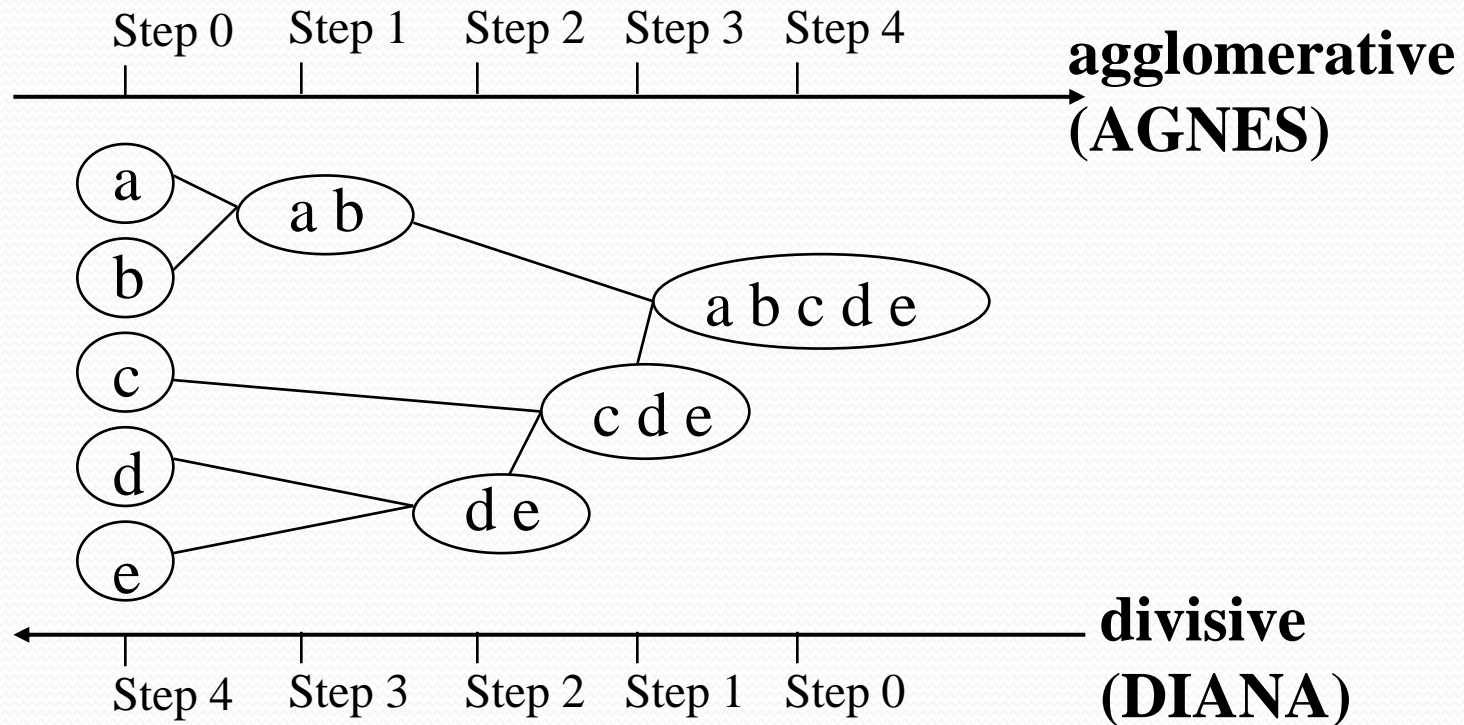 Step 0 Step 1 Step 2 Step 3 Step 4
agglomerative
(AGNES)
a
a b
b
a b c d e
c
c d e
d
d e
e
divisive
(DIANA)
Step 4 Step 3 Step 2 Step 1 Step 0